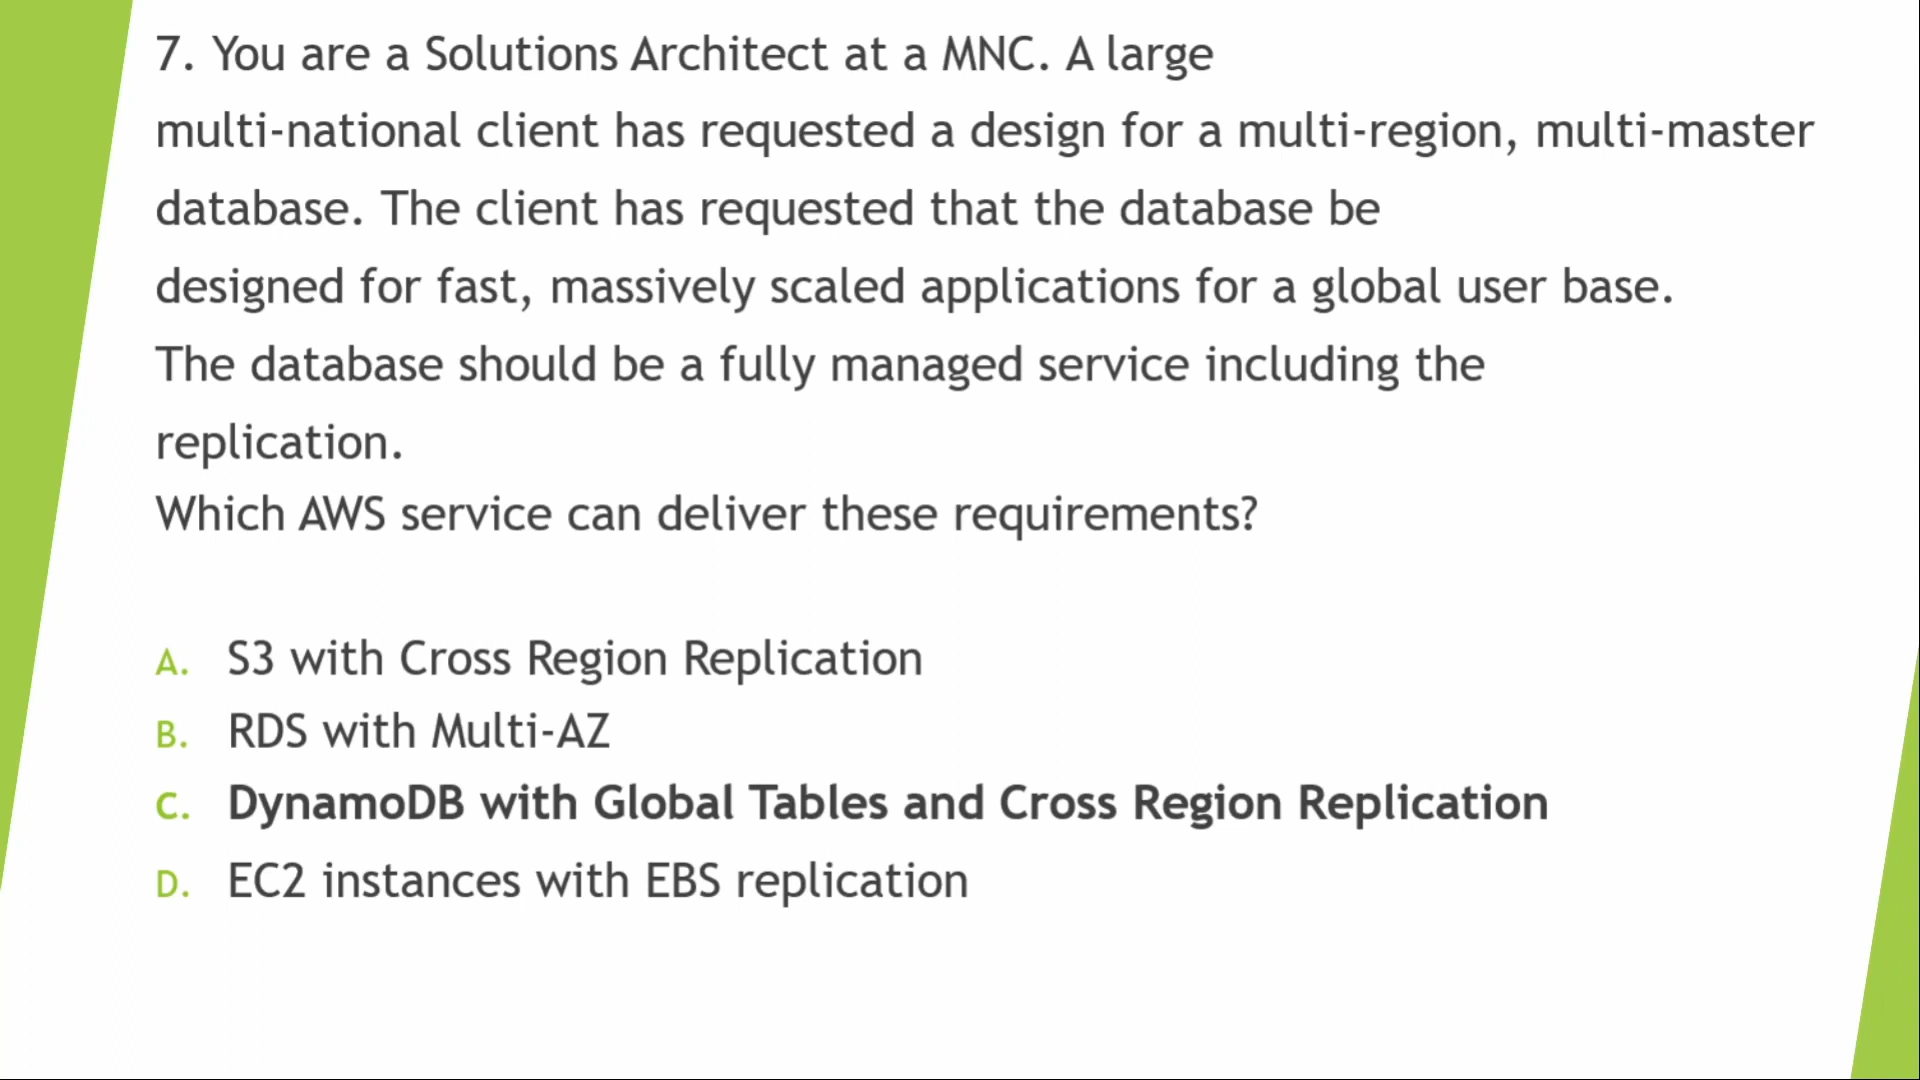 7. You are a Solutions Architect at a MNC. A large
multi-national client has requested a design for a multi-region, multi-master
database. The client has requested that the database be
designed for fast, massively scaled applications for a global user base.
The database should be a fully managed service including the
replication.
Which AWS service can deliver these requirements?
A. S3 with Cross Region Replication
B. RDS with Multi-AZ
C. DynamoDB with Global Tables and Cross Region Replication
D. EC2 instances with EBS replication